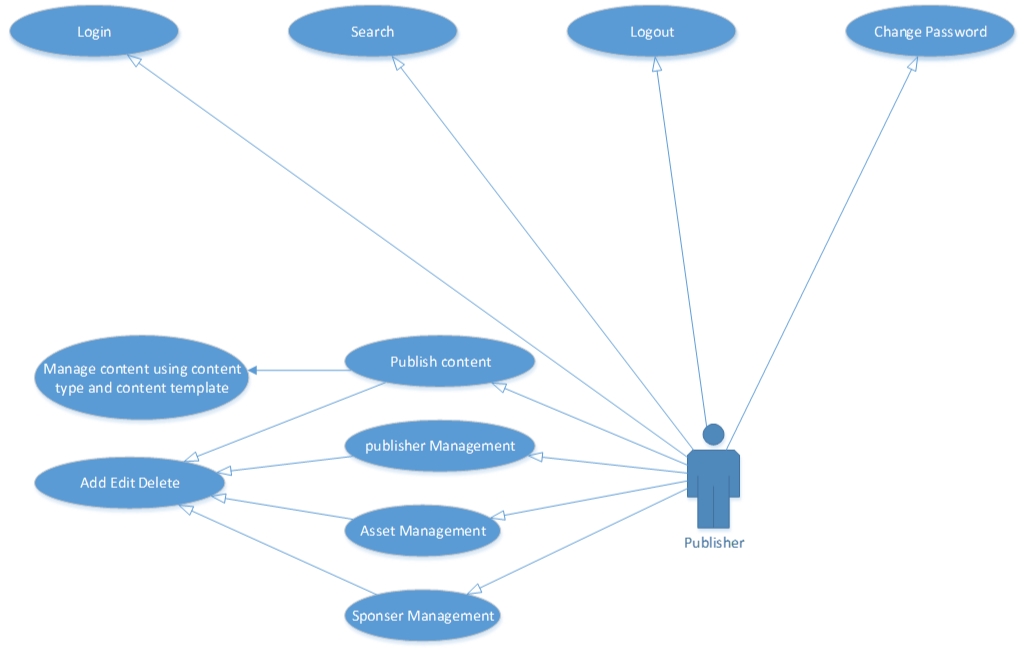 Login
Search
Logout
Change Password
Publish content
Manage content using content
type and content template
publisher Management
Add Edit Delete
Asset Management
Publisher
Sponser Management